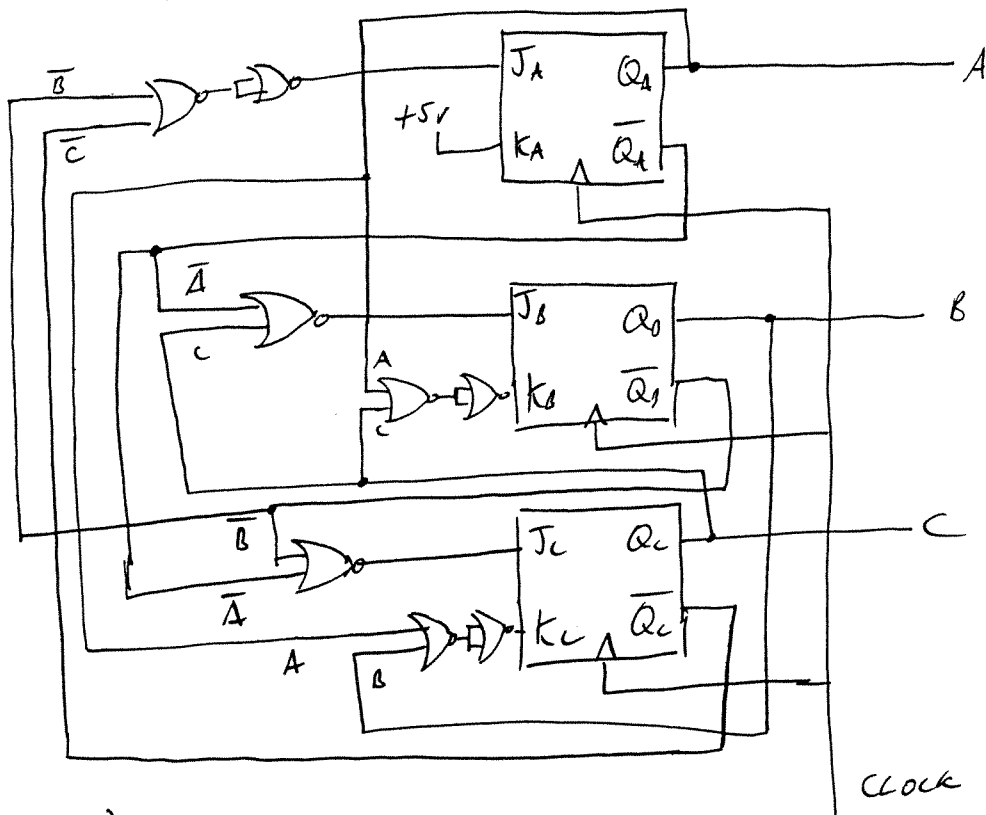 B̅
C̅
+5v
J_A Q_A
K_A Q̅_A
A
A̅
C
J_B Q_B
K_B Q̅_B
B
A
C
B̅
A̅
J_C Q_C
K_C Q̅_C
C
A
B
CLOCK